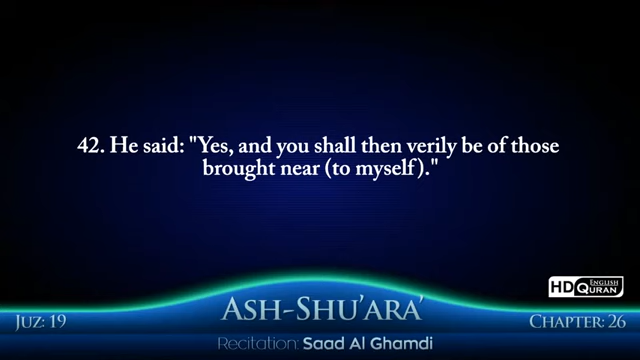 42. He said: "Yes, and you shall then verily be of those
brought near (to myself)."
HD ENGLISH QURAN
JUZ: 19
ASH-SHU'ARA'
CHAPTER: 26
Recitation: Saad Al Ghamdi